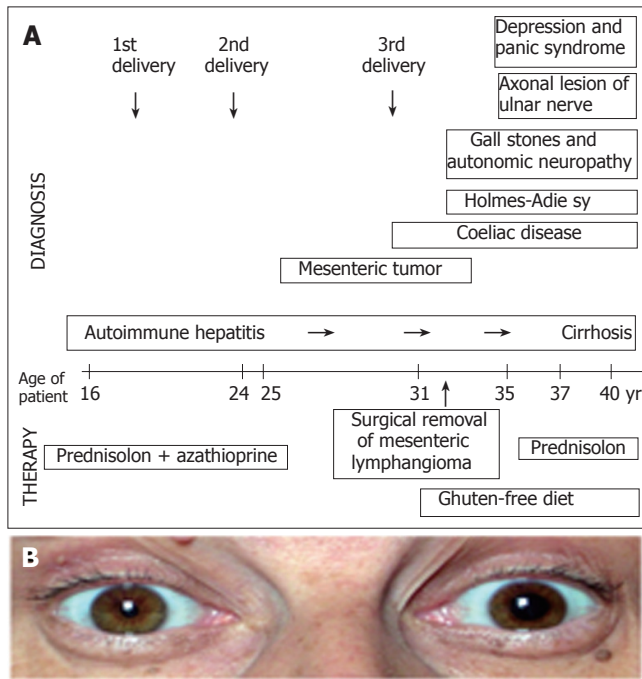 A
1st
delivery
2nd
delivery
3rd
delivery
Depression and
panic syndrome
Axonal lesion of
ulnar nerve
Gall stones and
autonomic neuropathy
Holmes-Adie sy
Coeliac disease
Mesenteric tumor
DIAGNOSIS
Autoimmune hepatitis
Cirrhosis
Age of
patient
16 24 25 31 35 37 40 yr
THERAPY
Prednisolon + azathioprine
Surgical removal
of mesenteric
lymphangioma
Prednisolon
Ghuten-free diet
B